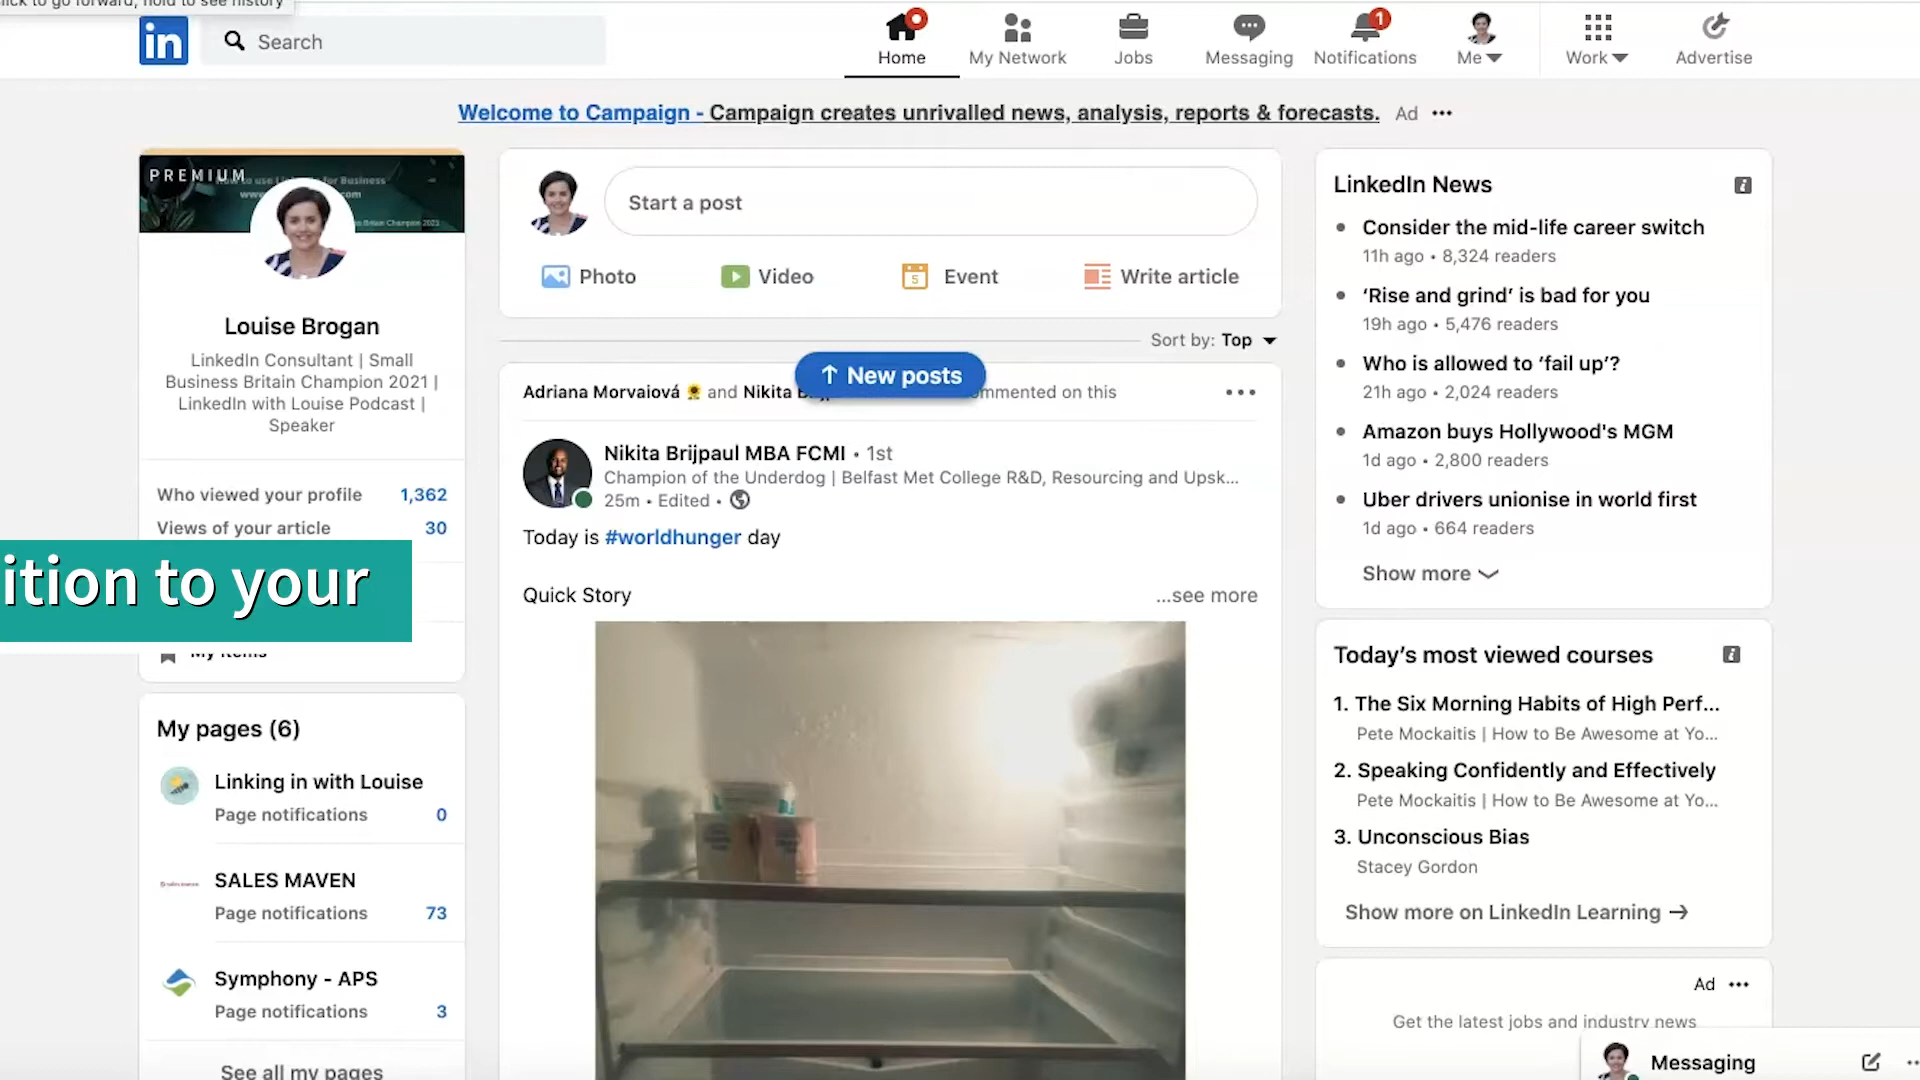 click to go forward, hold to see history
in
Search
Home
My Network
Jobs
Messaging
1
Notifications
Me
Work
Advertise
Welcome to Campaign - Campaign creates unrivalled news, analysis, reports & forecasts. Ad
PREMIUM
Louise Brogan
LinkedIn Consultant | Small
Business Britain Champion 2021 |
LinkedIn with Louise Podcast |
Speaker
Who viewed your profile 1,362
Views of your article 30
ition to your
My items
My pages (6)
Linking in with Louise
Page notifications 0
SALES MAVEN
Page notifications 73
Symphony - APS
Page notifications 3
See all my pages
Start a post
Photo
Video
Event
Write article
Sort by: Top
↑ New posts
Adriana Morvaiová 🌻 and Nikita commented on this
Nikita Brijpaul MBA FCMI • 1st
Champion of the Underdog | Belfast Met College R&D, Resourcing and Upsk...
25m • Edited •
Today is #worldhunger day
Quick Story
...see more
LinkedIn News
Consider the mid-life career switch
11h ago • 8,324 readers
‘Rise and grind’ is bad for you
19h ago • 5,476 readers
Who is allowed to ‘fail up’?
21h ago • 2,024 readers
Amazon buys Hollywood's MGM
1d ago • 2,800 readers
Uber drivers unionise in world first
1d ago • 664 readers
Show more
Today’s most viewed courses
1. The Six Morning Habits of High Perf...
Pete Mockaitis | How to Be Awesome at Yo...
2. Speaking Confidently and Effectively
Pete Mockaitis | How to Be Awesome at Yo...
3. Unconscious Bias
Stacey Gordon
Show more on LinkedIn Learning →
Ad
Get the latest jobs and industry news
Messaging